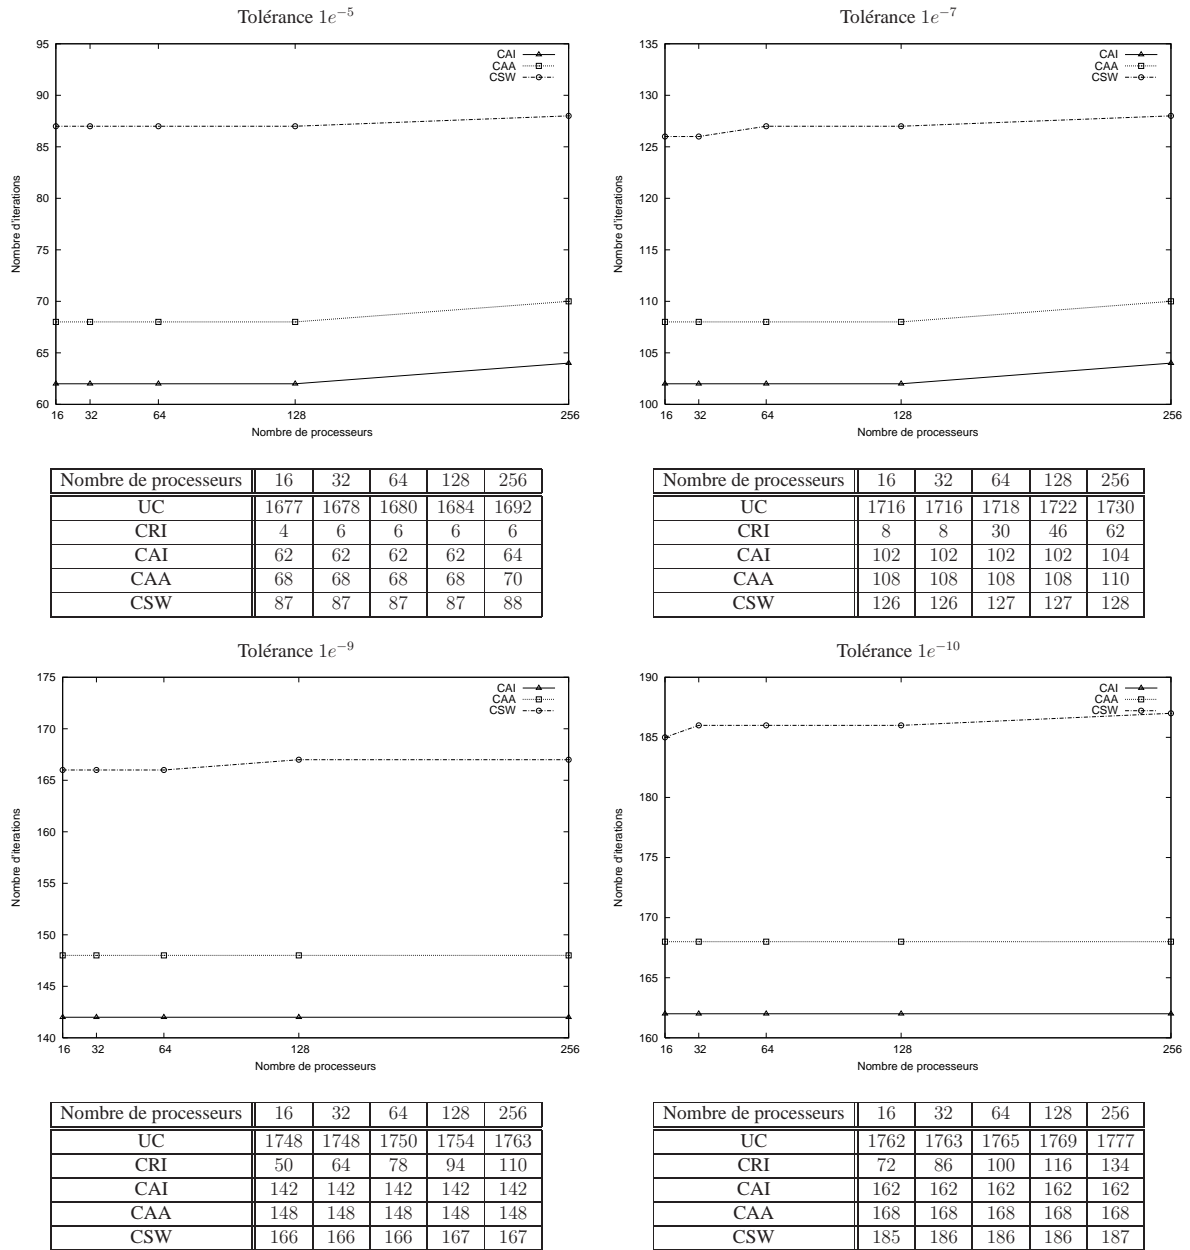 Tolérance 1e−5
95
90
85
80
75
70
65
60
16 32 64 128 256
Nombre d'iterations
Nombre de processeurs
CAI
CAA
CSW
Tolérance 1e−7
135
130
125
120
115
110
105
100
16 32 64 128 256
Nombre d'iterations
Nombre de processeurs
CAI
CAA
CSW
Nombre de processeurs 16 32 64 128 256
UC 1677 1678 1680 1684 1692
CRI 4 6 6 6 6
CAI 62 62 62 62 64
CAA 68 68 68 68 70
CSW 87 87 87 87 88
Nombre de processeurs 16 32 64 128 256
UC 1716 1716 1718 1722 1730
CRI 8 8 30 46 62
CAI 102 102 102 102 104
CAA 108 108 108 108 110
CSW 126 126 127 127 128
Tolérance 1e−9
175
170
165
160
155
150
145
140
16 32 64 128 256
Nombre d'iterations
Nombre de processeurs
CAI
CAA
CSW
Tolérance 1e−10
190
185
180
175
170
165
160
16 32 64 128 256
Nombre d'iterations
Nombre de processeurs
CAI
CAA
CSW
Nombre de processeurs 16 32 64 128 256
UC 1748 1748 1750 1754 1763
CRI 50 64 78 94 110
CAI 142 142 142 142 142
CAA 148 148 148 148 148
CSW 166 166 166 167 167
Nombre de processeurs 16 32 64 128 256
UC 1762 1763 1765 1769 1777
CRI 72 86 100 116 134
CAI 162 162 162 162 162
CAA 168 168 168 168 168
CSW 185 186 186 186 187